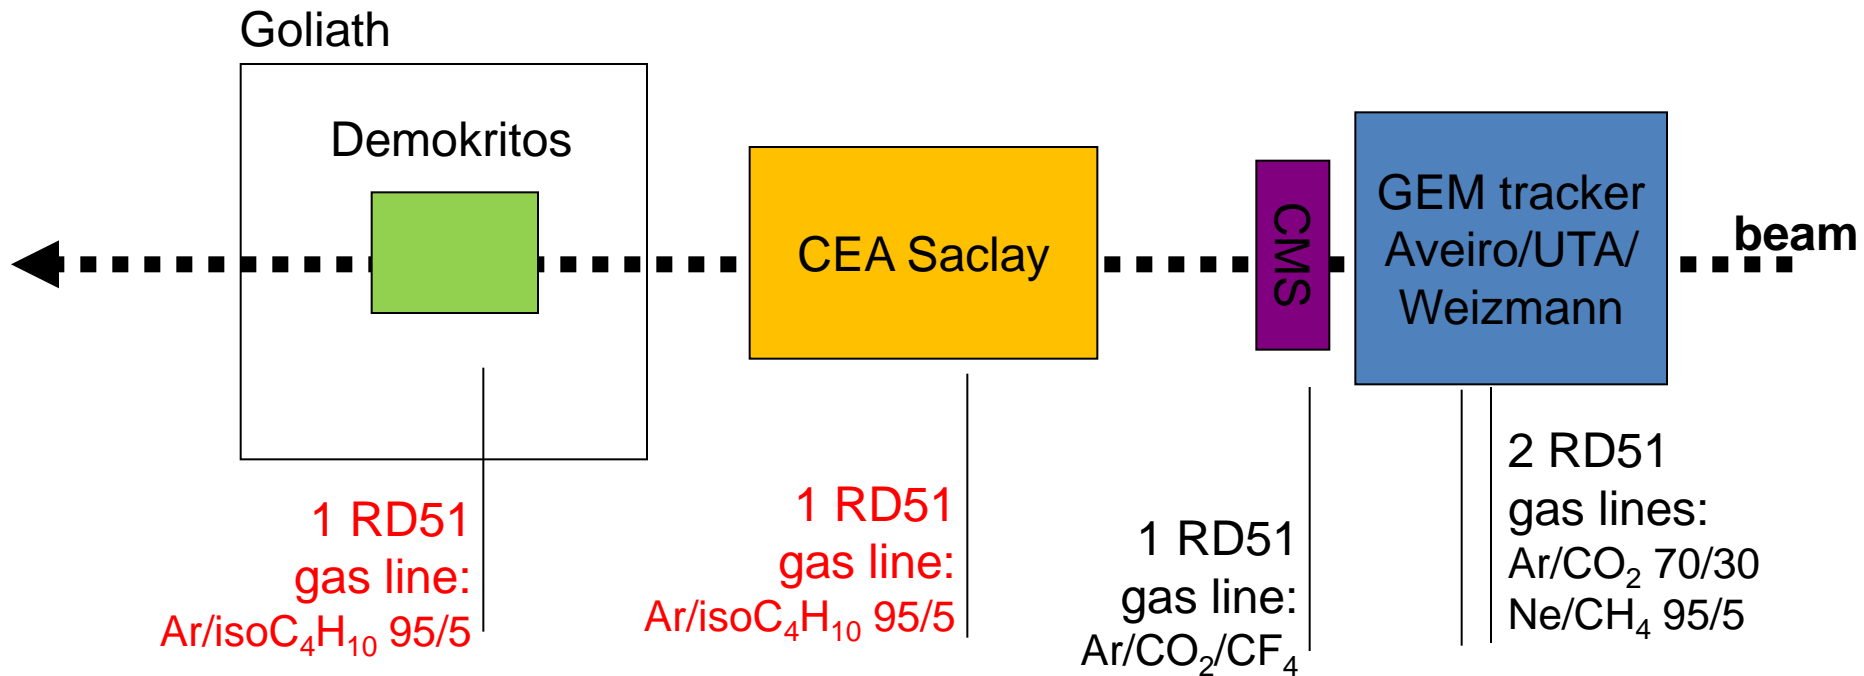 Goliath
Demokritos
CEA Saclay
CMS
GEM tracker
Aveiro/UTA/
Weizmann
beam
1 RD51
gas line:
Ar/isoC₄H₁₀ 95/5
1 RD51
gas line:
Ar/isoC₄H₁₀ 95/5
1 RD51
gas line:
Ar/CO₂/CF₄
2 RD51
gas lines:
Ar/CO₂ 70/30
Ne/CH₄ 95/5